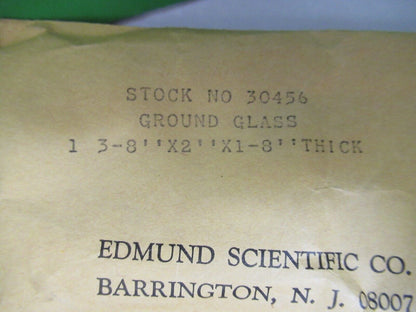 STOCK NO 30456
GROUND GLASS
1 3-8''X2''X1-8''THICK
EDMUND SCIENTIFIC CO.
BARRINGTON, N. J. 08007